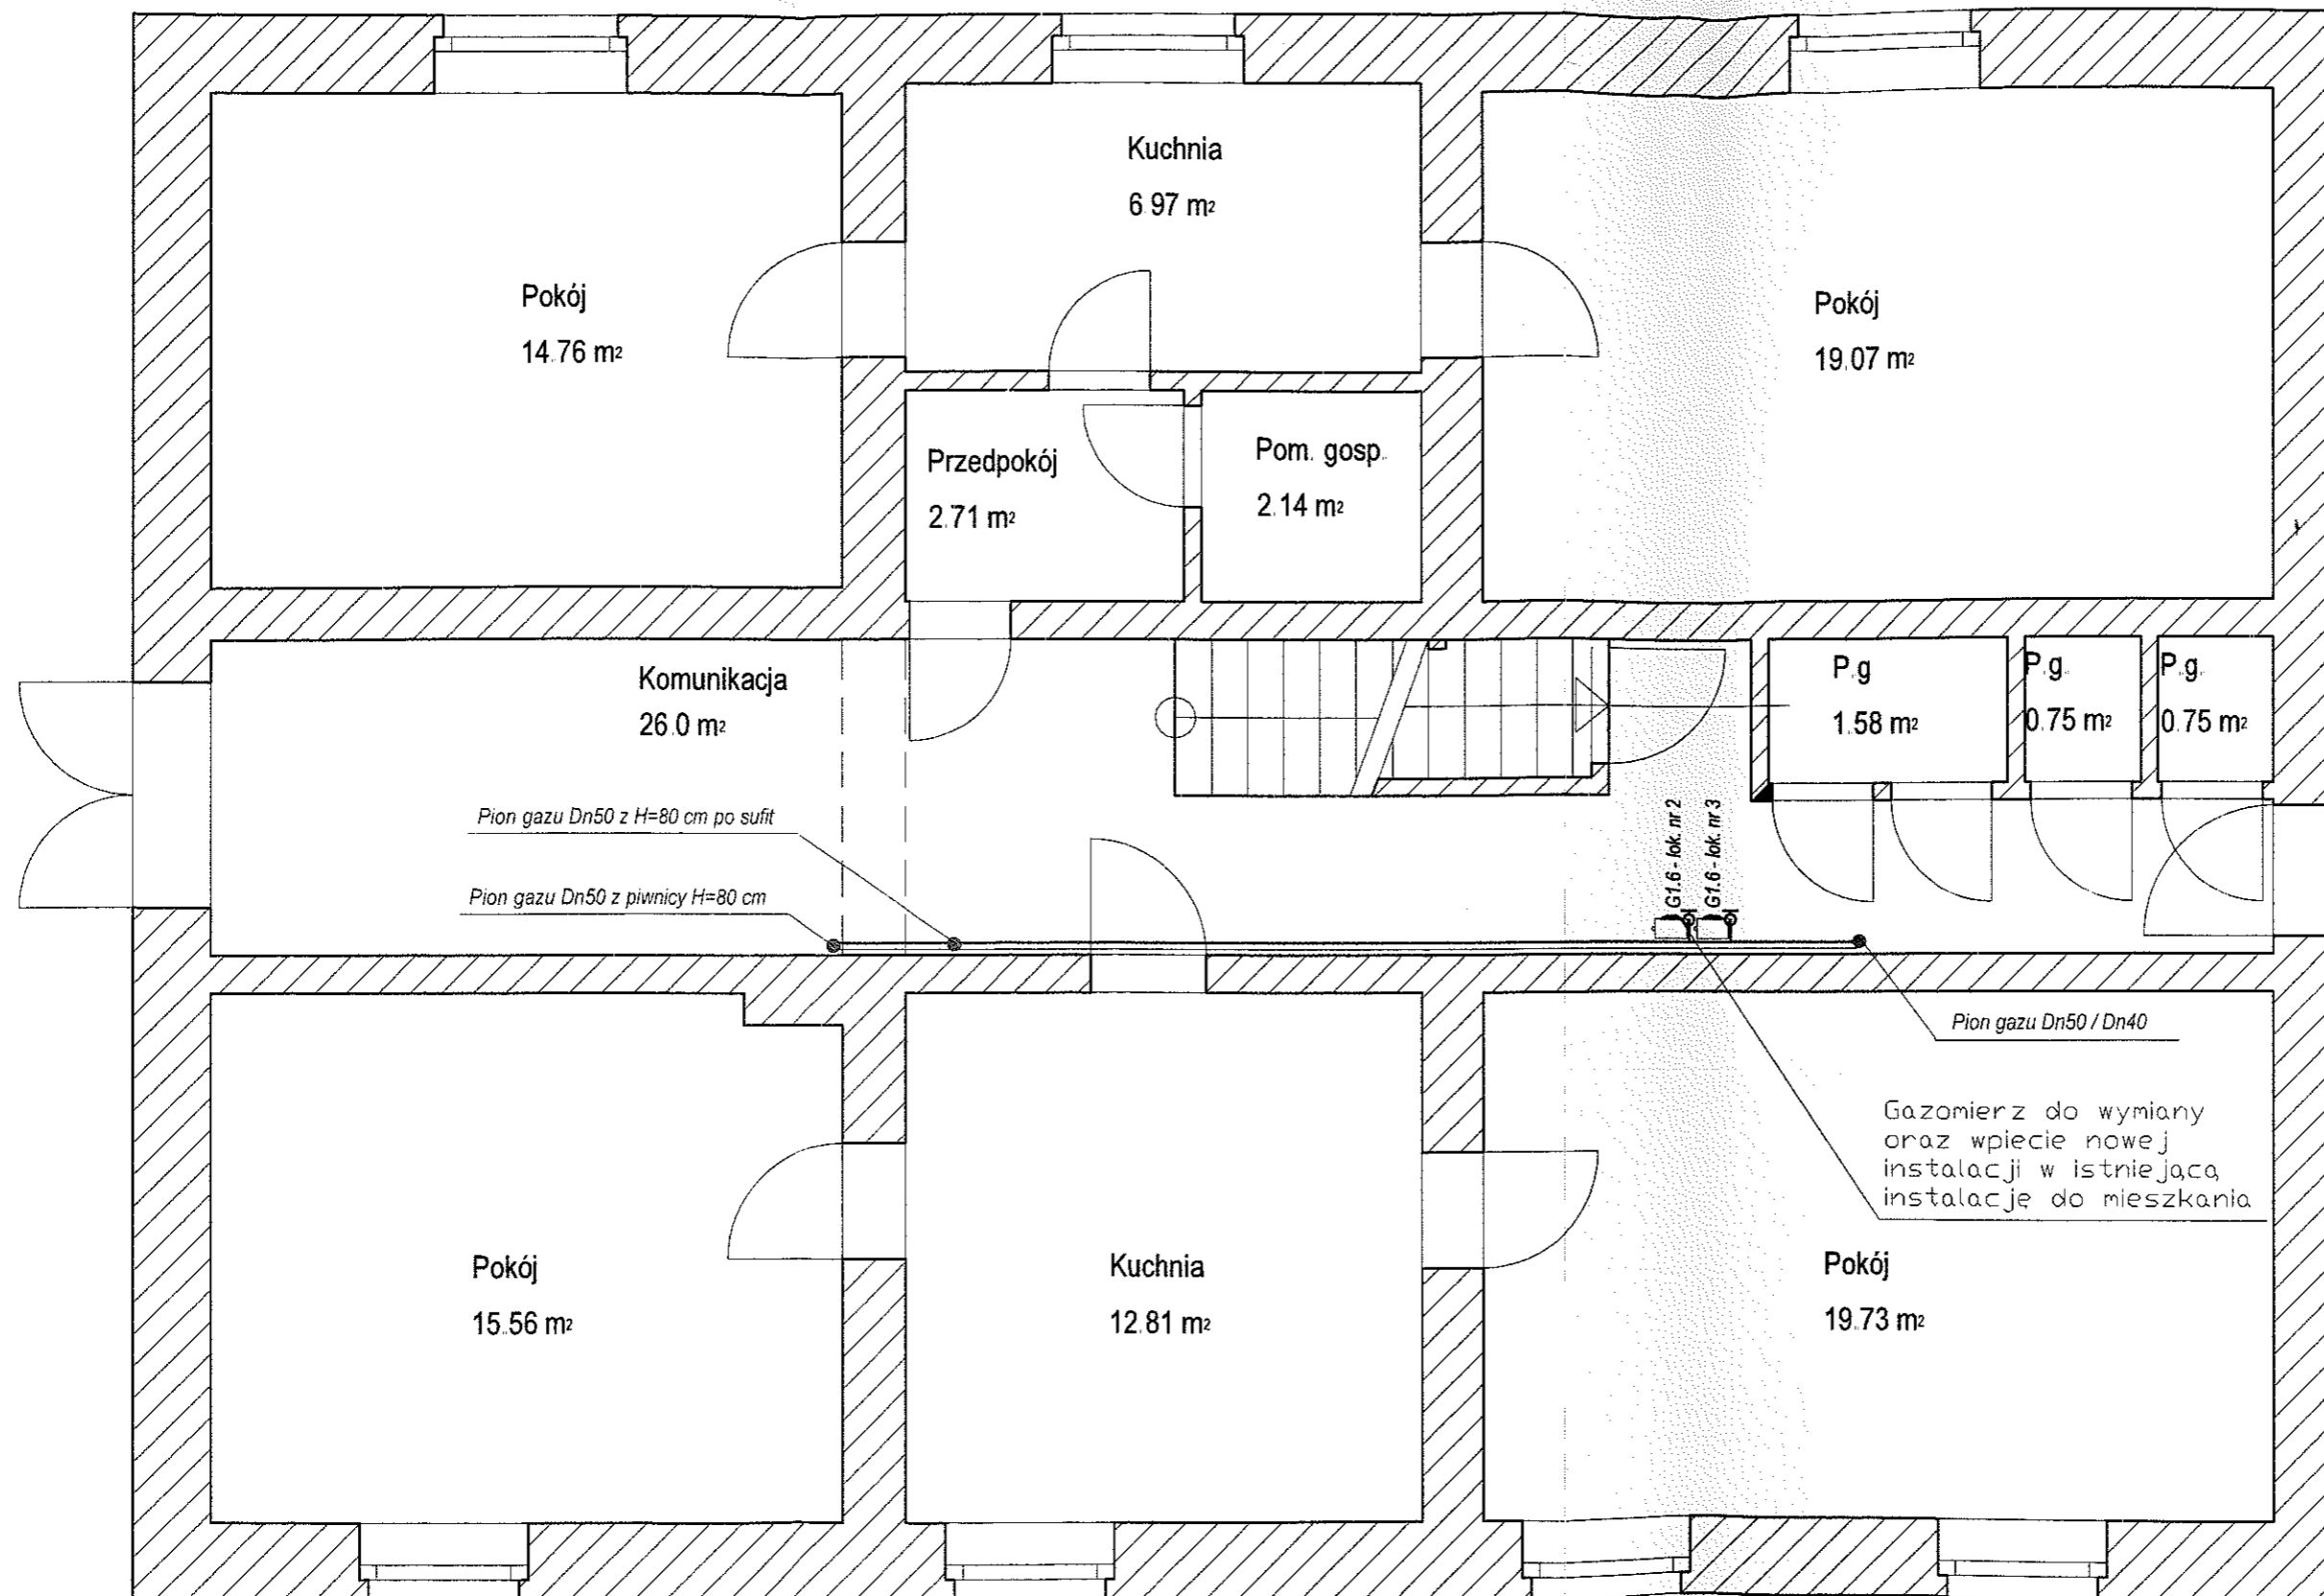 Kuchnia
6.97 m²
Pokój
14.76 m²
Pokój
19.07 m²
Przedpokój
2.71 m²
Pom. gosp.
2.14 m²
Komunikacja
26.0 m²
P.g
1.58 m²
P.g.
0.75 m²
P.g.
0.75 m²
Pion gazu Dn50 z H=80 cm po sufit
Pion gazu Dn50 z piwnicy H=80 cm
G1.6 - lok. nr 2
G1.6 - lok. nr 3
Pion gazu Dn50 / Dn40
Gazomierz do wymiany
oraz wpiecie nowej
instalacji w istniejącą
instalację do mieszkania
Pokój
15.56 m²
Kuchnia
12.81 m²
Pokój
19.73 m²